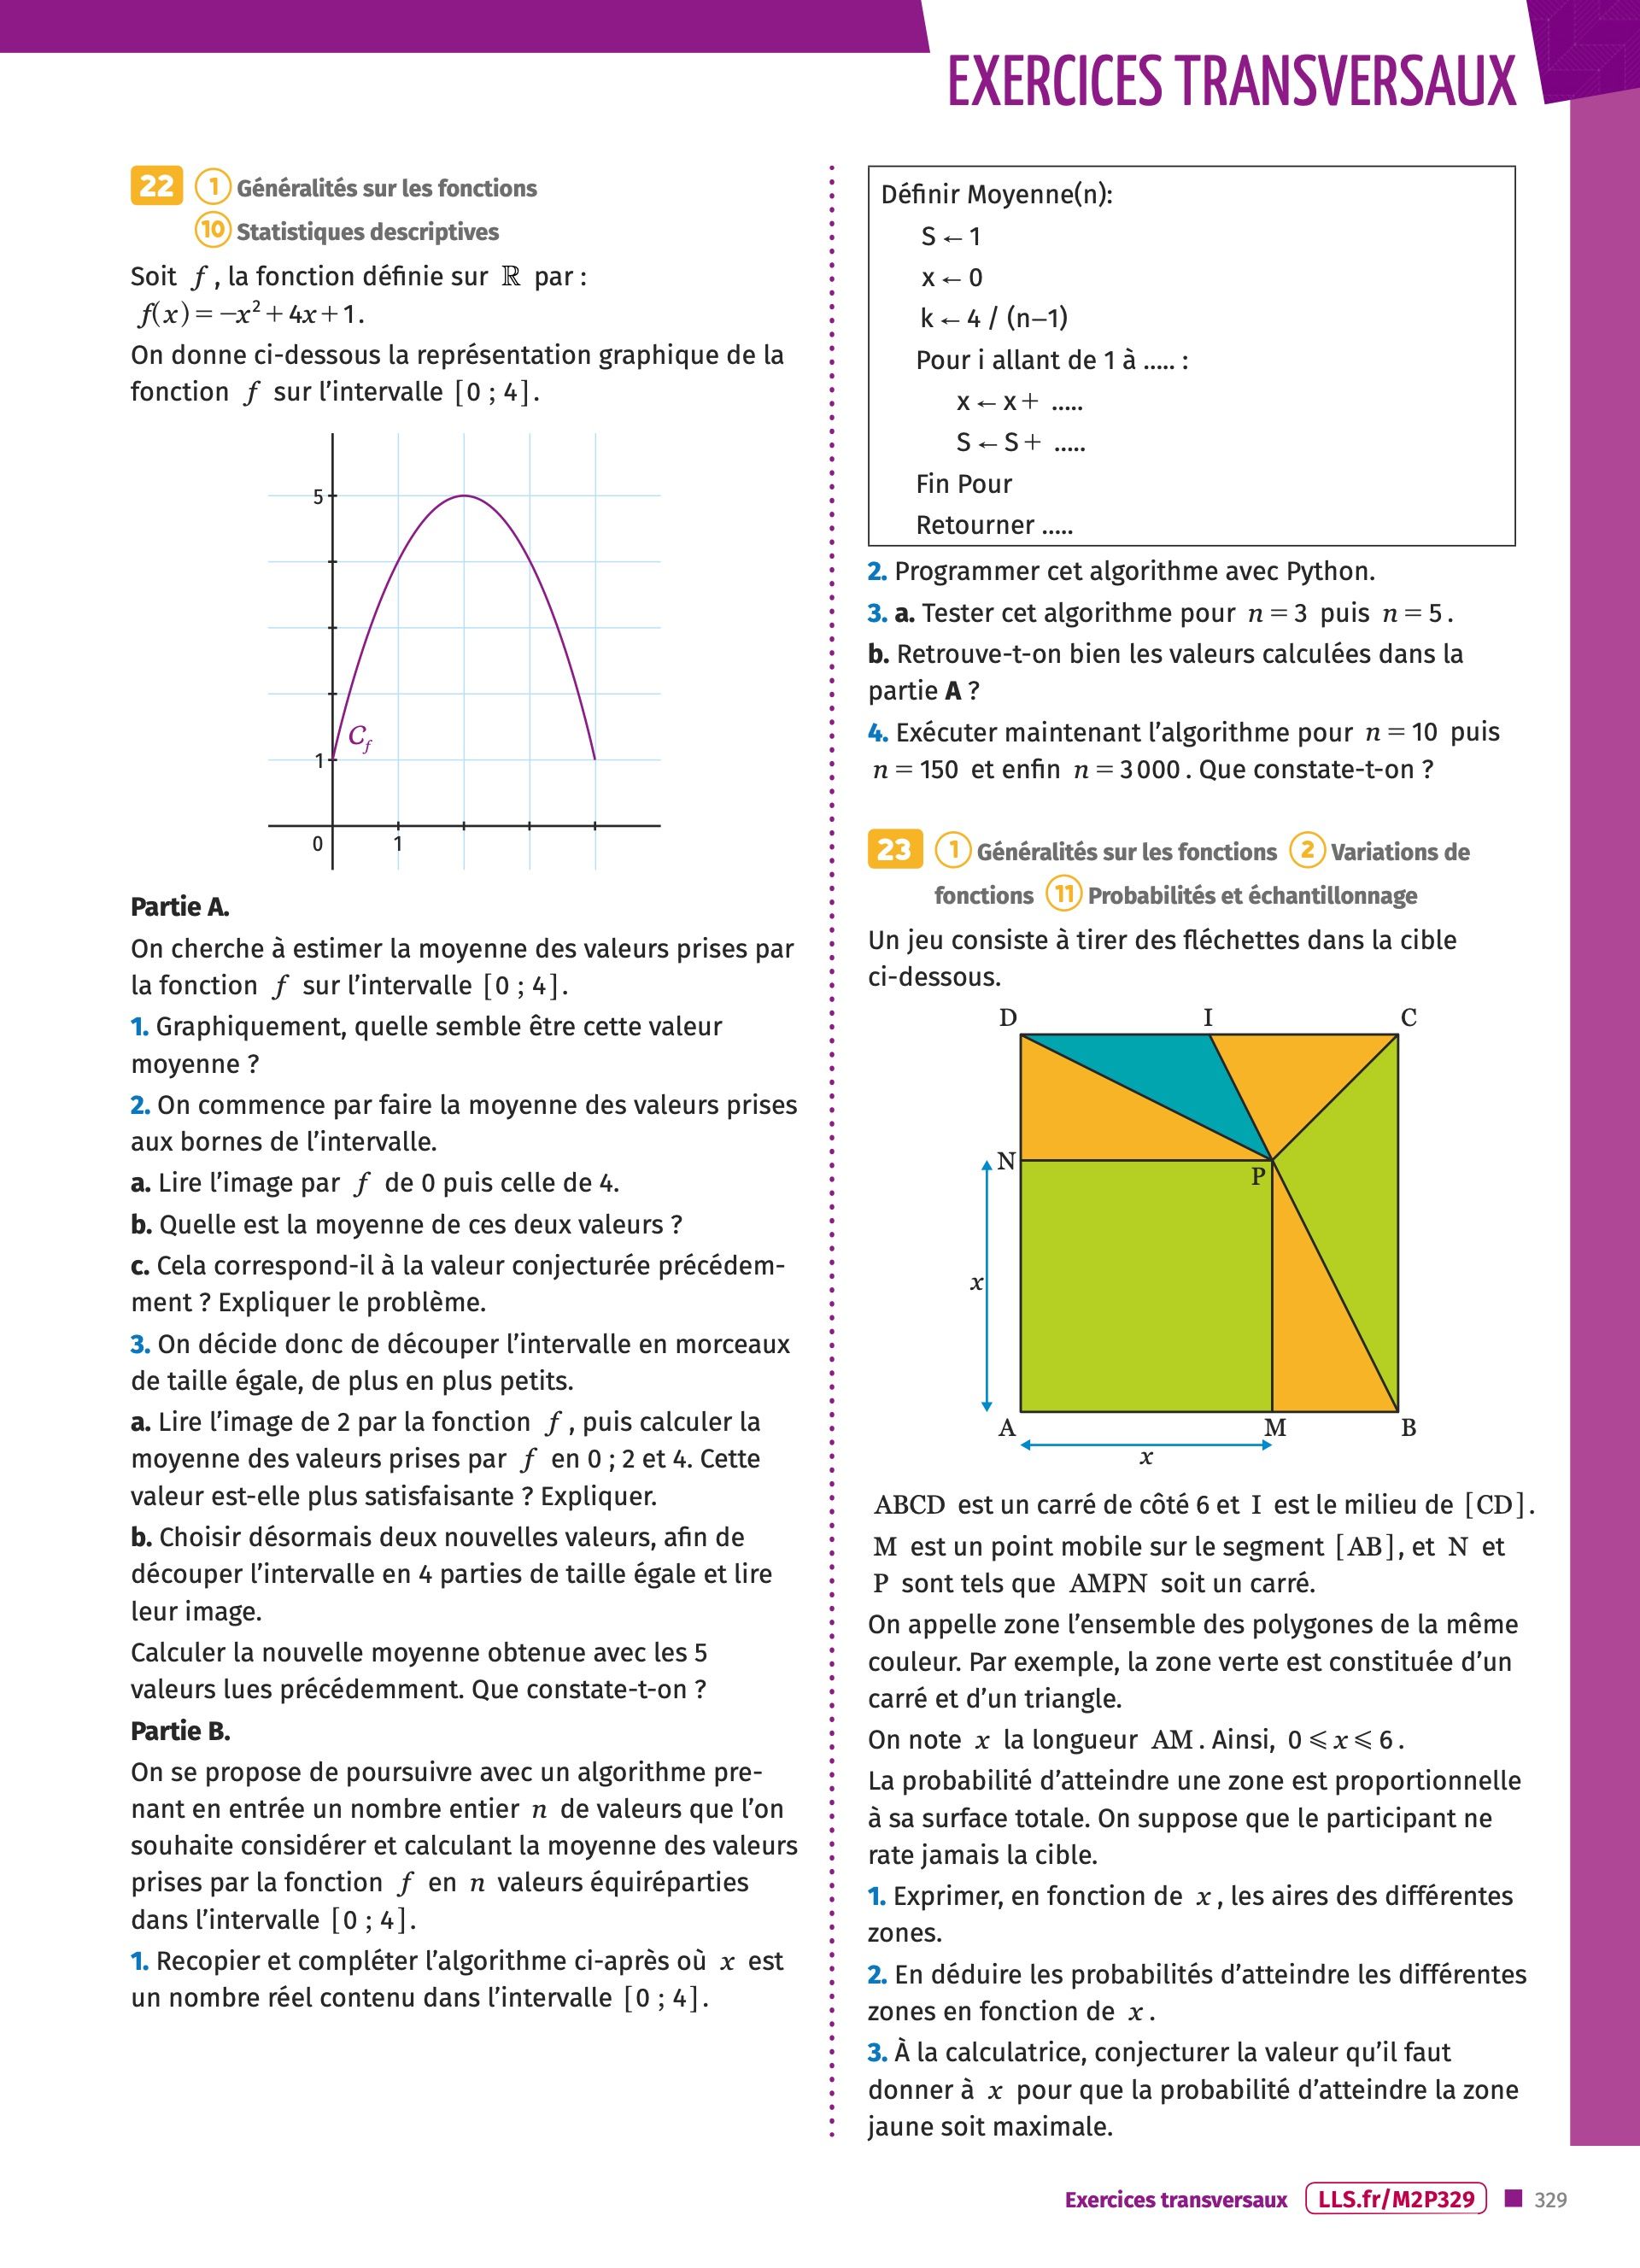 EXERCICES TRANSVERSAUX
22 1 Généralités sur les fonctions
10 Statistiques descriptives
Soit f, la fonction définie sur ℝ par :
f(x) = −x² + 4x + 1.
On donne ci-dessous la représentation graphique de la
fonction f sur l’intervalle [0 ; 4].
5
C_f
1
0
1
Partie A.
On cherche à estimer la moyenne des valeurs prises par
la fonction f sur l’intervalle [0 ; 4].
1. Graphiquement, quelle semble être cette valeur
moyenne ?
2. On commence par faire la moyenne des valeurs prises
aux bornes de l’intervalle.
a. Lire l’image par f de 0 puis celle de 4.
b. Quelle est la moyenne de ces deux valeurs ?
c. Cela correspond-il à la valeur conjecturée précédem-
ment ? Expliquer le problème.
3. On décide donc de découper l’intervalle en morceaux
de taille égale, de plus en plus petits.
a. Lire l’image de 2 par la fonction f, puis calculer la
moyenne des valeurs prises par f en 0 ; 2 et 4. Cette
valeur est-elle plus satisfaisante ? Expliquer.
b. Choisir désormais deux nouvelles valeurs, afin de
découper l’intervalle en 4 parties de taille égale et lire
leur image.
Calculer la nouvelle moyenne obtenue avec les 5
valeurs lues précédemment. Que constate-t-on ?
Partie B.
On se propose de poursuivre avec un algorithme pre-
nant en entrée un nombre entier n de valeurs que l’on
souhaite considérer et calculant la moyenne des valeurs
prises par la fonction f en n valeurs équiréparties
dans l’intervalle [0 ; 4].
1. Recopier et compléter l’algorithme ci-après où x est
un nombre réel contenu dans l’intervalle [0 ; 4].
Définir Moyenne(n):
S ← 1
x ← 0
k ← 4 / (n−1)
Pour i allant de 1 à ..... :
x ← x + .....
S ← S + .....
Fin Pour
Retourner .....
2. Programmer cet algorithme avec Python.
3. a. Tester cet algorithme pour n = 3 puis n = 5.
b. Retrouve-t-on bien les valeurs calculées dans la
partie A ?
4. Exécuter maintenant l’algorithme pour n = 10 puis
n = 150 et enfin n = 3 000. Que constate-t-on ?
23 1 Généralités sur les fonctions 2 Variations de
fonctions 11 Probabilités et échantillonnage
Un jeu consiste à tirer des fléchettes dans la cible
ci-dessous.
D I C
N
P
x
A M B
x
ABCD est un carré de côté 6 et I est le milieu de [CD].
M est un point mobile sur le segment [AB], et N et
P sont tels que AMPN soit un carré.
On appelle zone l’ensemble des polygones de la même
couleur. Par exemple, la zone verte est constituée d’un
carré et d’un triangle.
On note x la longueur AM. Ainsi, 0 ⩽ x ⩽ 6.
La probabilité d’atteindre une zone est proportionnelle
à sa surface totale. On suppose que le participant ne
rate jamais la cible.
1. Exprimer, en fonction de x, les aires des différentes
zones.
2. En déduire les probabilités d’atteindre les différentes
zones en fonction de x.
3. À la calculatrice, conjecturer la valeur qu’il faut
donner à x pour que la probabilité d’atteindre la zone
jaune soit maximale.
Exercices transversaux LLS.fr/M2P329 329